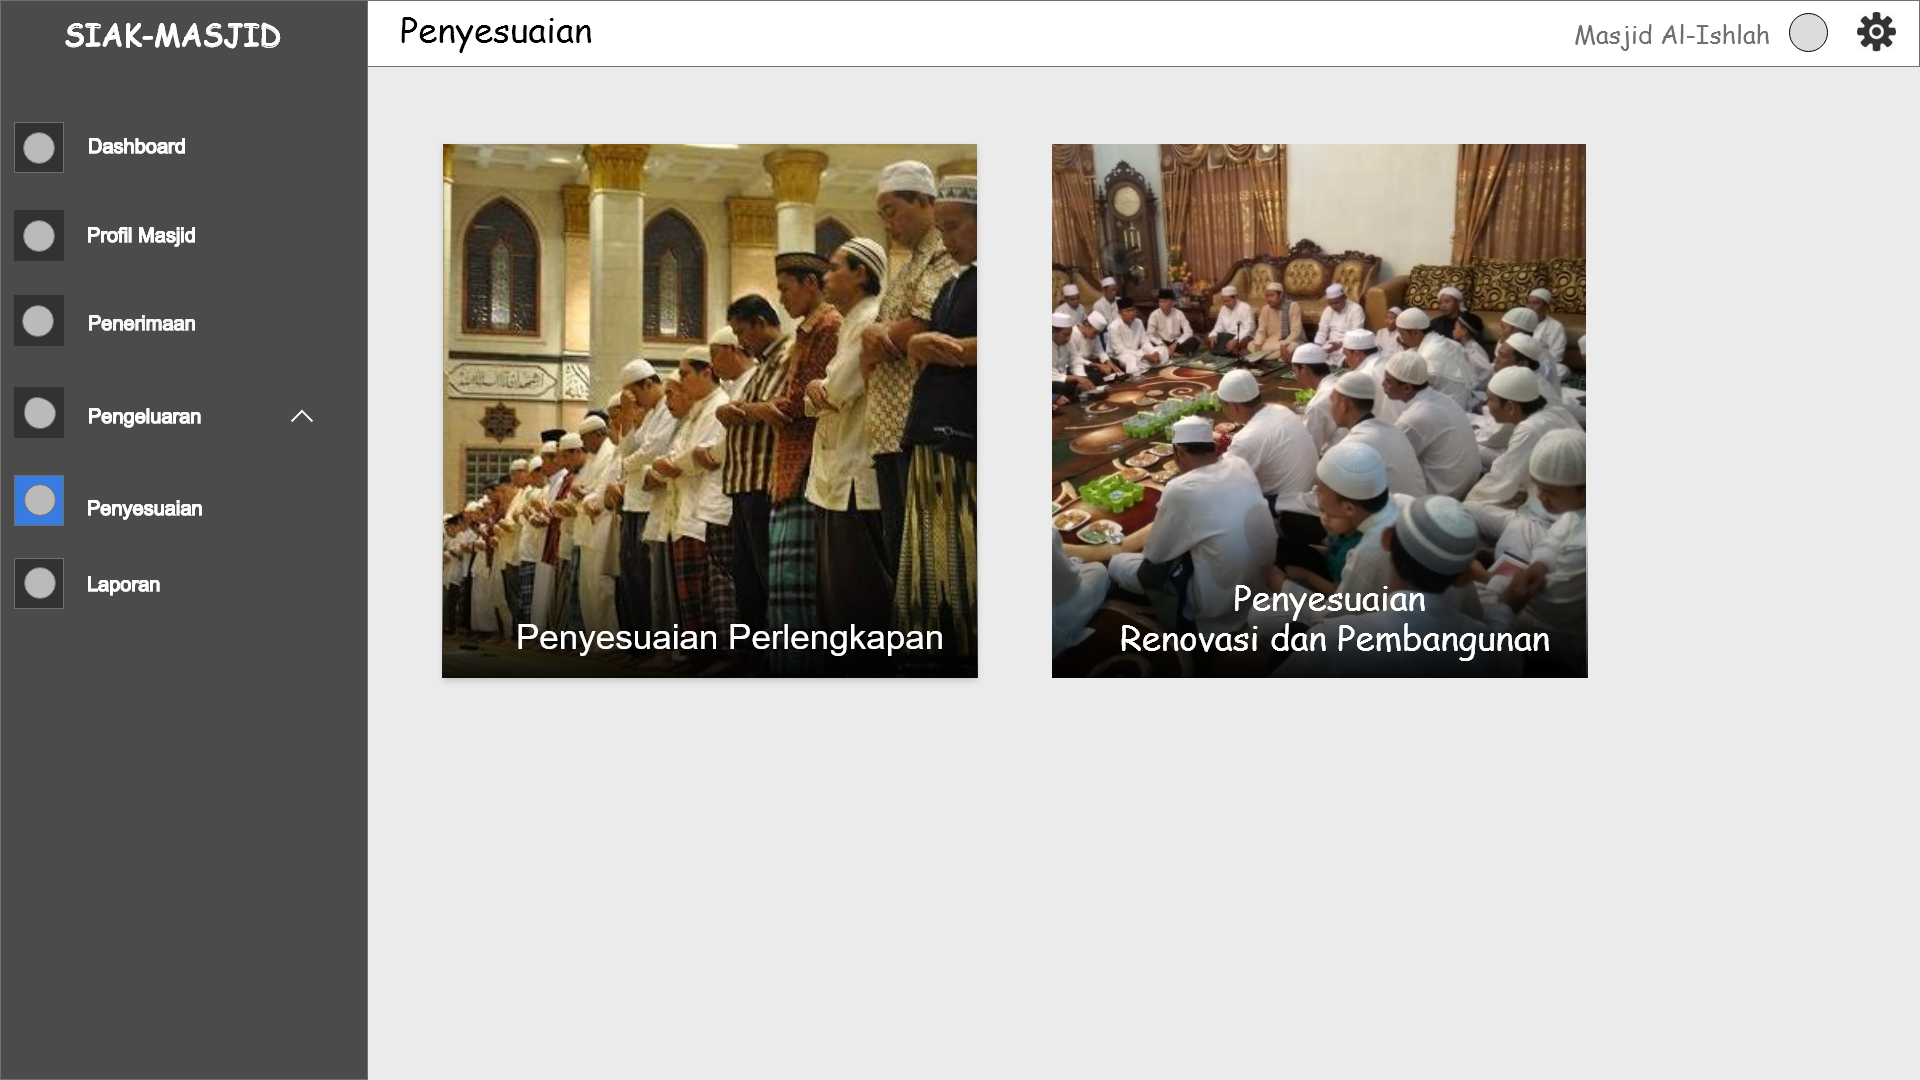 SIAK-MASJID
Penyesuaian
Masjid Al-Ishlah
Dashboard
Profil Masjid
Penerimaan
Pengeluaran
Penyesuaian
Laporan
Penyesuaian Perlengkapan
Penyesuaian
Renovasi dan Pembangunan